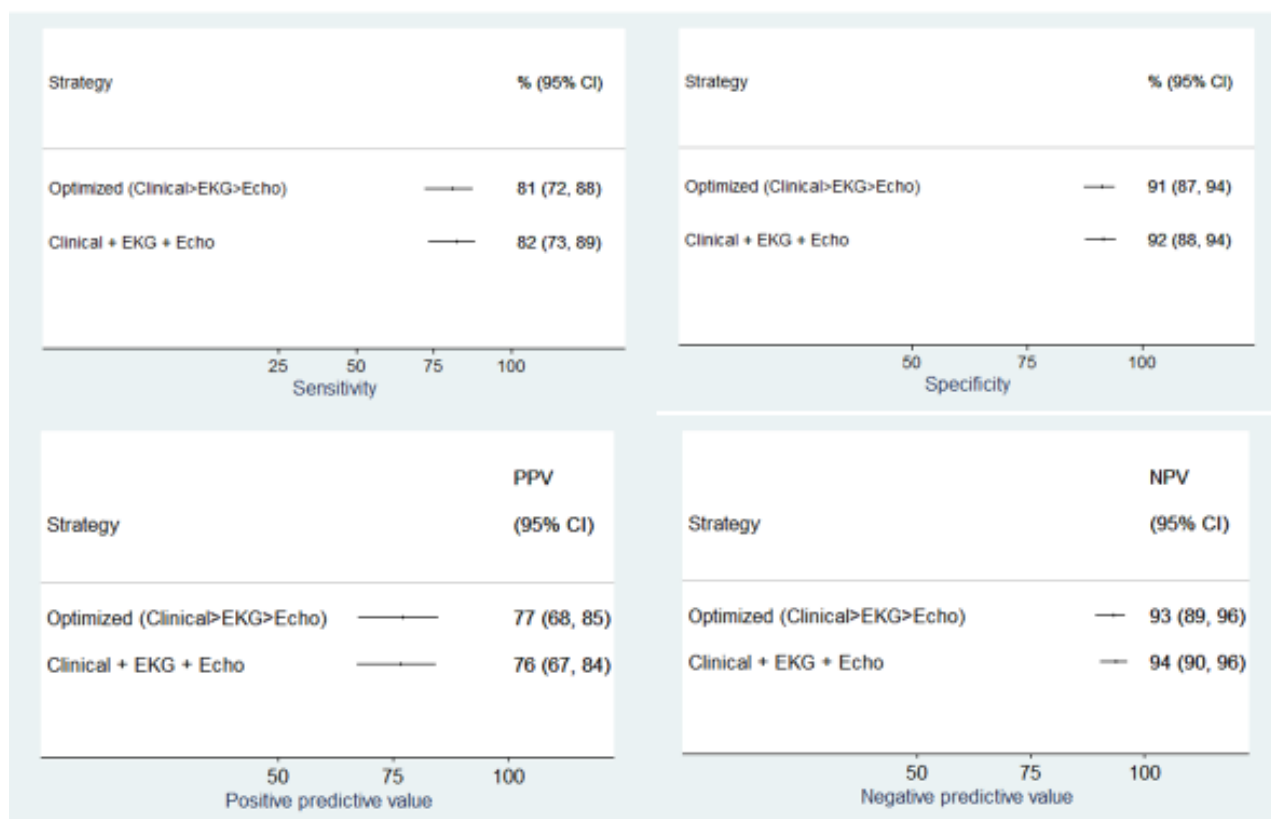 Strategy % (95% CI)
Optimized (Clinical>EKG>Echo) 81 (72, 88)
Clinical + EKG + Echo 82 (73, 89)
25 50 75 100
Sensitivity
Strategy % (95% CI)
Optimized (Clinical>EKG>Echo) 91 (87, 94)
Clinical + EKG + Echo 92 (88, 94)
50 75 100
Specificity
PPV
Strategy (95% CI)
Optimized (Clinical>EKG>Echo) 77 (68, 85)
Clinical + EKG + Echo 76 (67, 84)
50 75 100
Positive predictive value
NPV
Strategy (95% CI)
Optimized (Clinical>EKG>Echo) 93 (89, 96)
Clinical + EKG + Echo 94 (90, 96)
50 75 100
Negative predictive value